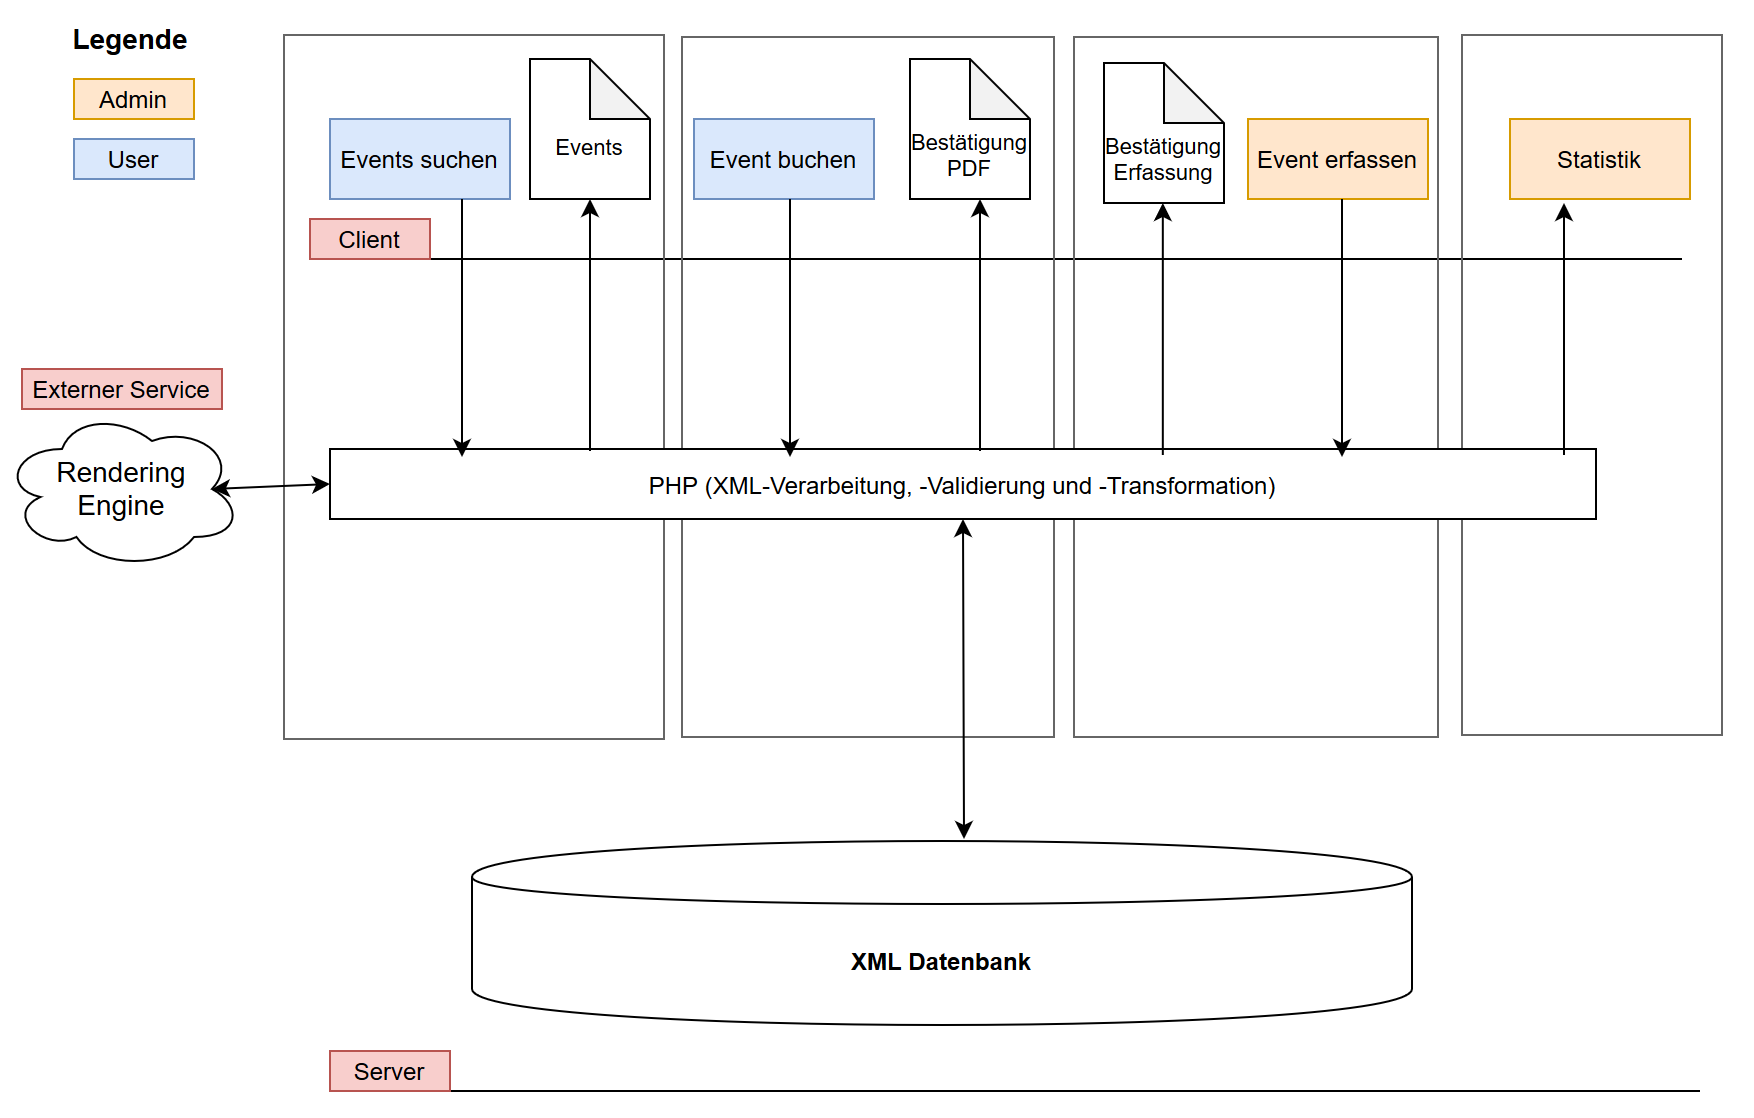 Legende
Admin
User
Events suchen
Events
Event buchen
Bestätigung
PDF
Bestätigung
Erfassung
Event erfassen
Statistik
Client
Externer Service
Rendering
Engine
PHP (XML-Verarbeitung, -Validierung und -Transformation)
XML Datenbank
Server